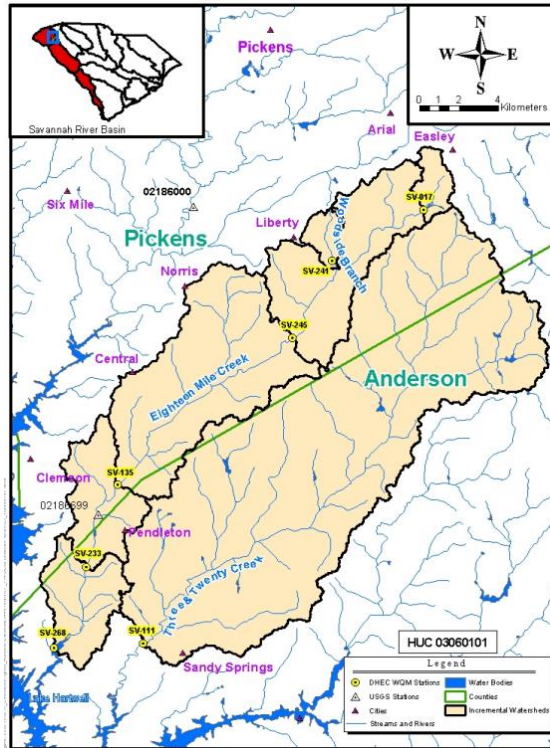 Savannah River Basin
N
W
E
S
0 2 4
Kilometers
Pickens
Arial
Easley
Six Mile
02186000
SV-017
Pickens
Liberty
Woodside Branch
SV-241
Norris
SV-245
Central
Eighteen Mile Creek
Anderson
Clemson
SV-135
02186699
Pendleton
SV-233
Three & Twenty Creek
SV-268
SV-111
Sandy Springs
Lake Hartwell
HUC 03060101
Legend
DHEC WQM Stations
Water Bodies
USGS Stations
Counties
Cities
Incremental Watersheds
Streams and Rivers